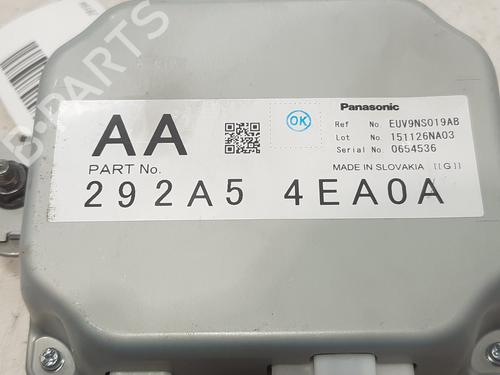 AA
PART No.
OK
Panasonic
Ref No. EUV9NS019AB
Lot No. 151126NA03
Serial No. 0654536
MADE IN SLOVAKIA [[G]]
292A5 4EA0A
B-PARTS